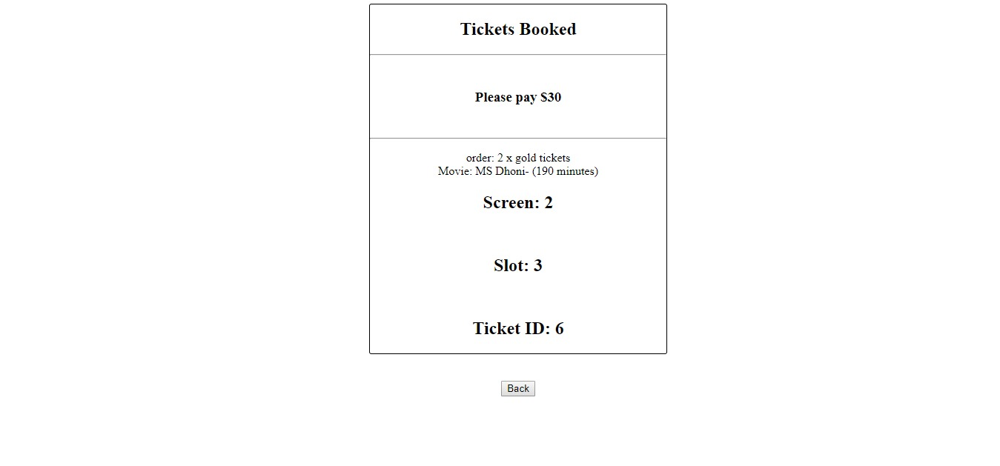 Tickets Booked
Please pay $30
order: 2 x gold tickets
Movie: MS Dhoni- (190 minutes)
Screen: 2
Slot: 3
Ticket ID: 6
Back